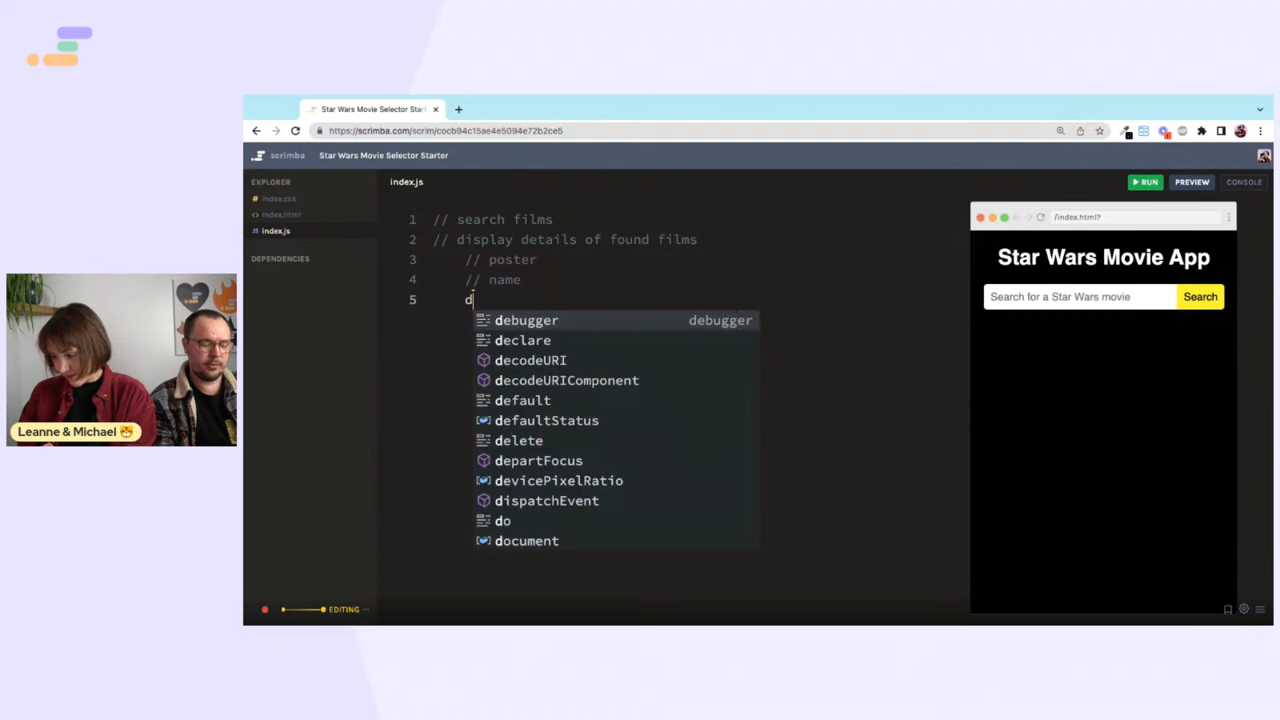 Star Wars Movie Selector Star
https://scrimba.com/scrim/cocb94c15ae4e5094e72b2ce5
scrimba
Star Wars Movie Selector Starter
EXPLORER
index.css
index.html
JS index.js
DEPENDENCIES
index.js
RUN
PREVIEW
CONSOLE
1 // search films
2 // display details of found films
3 // poster
4 // name
5 d
debugger debugger
declare
decodeURI
decodeURIComponent
default
defaultStatus
delete
departFocus
devicePixelRatio
dispatchEvent
do
document
/index.html?
Star Wars Movie App
Search for a Star Wars movie
Search
Leanne & Michael
EDITING